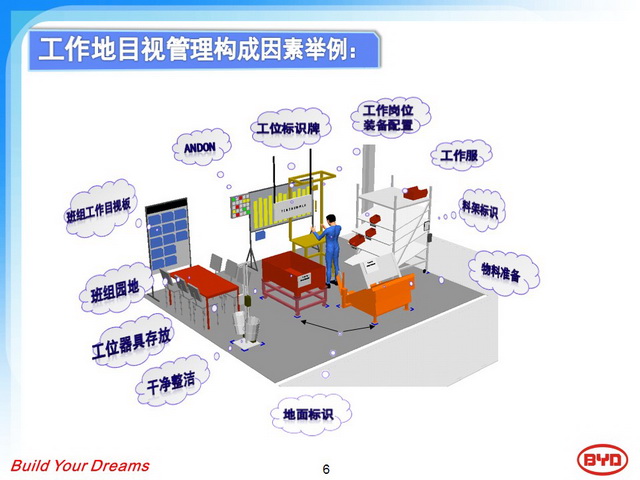 工作地目视管理构成因素举例：
工作岗位
装备配置
工位标识牌
ANDON
工作服
班组工作目视板
料架标识
物料准备
班组园地
工位器具存放
干净整洁
地面标识
Build Your Dreams
6
BYD